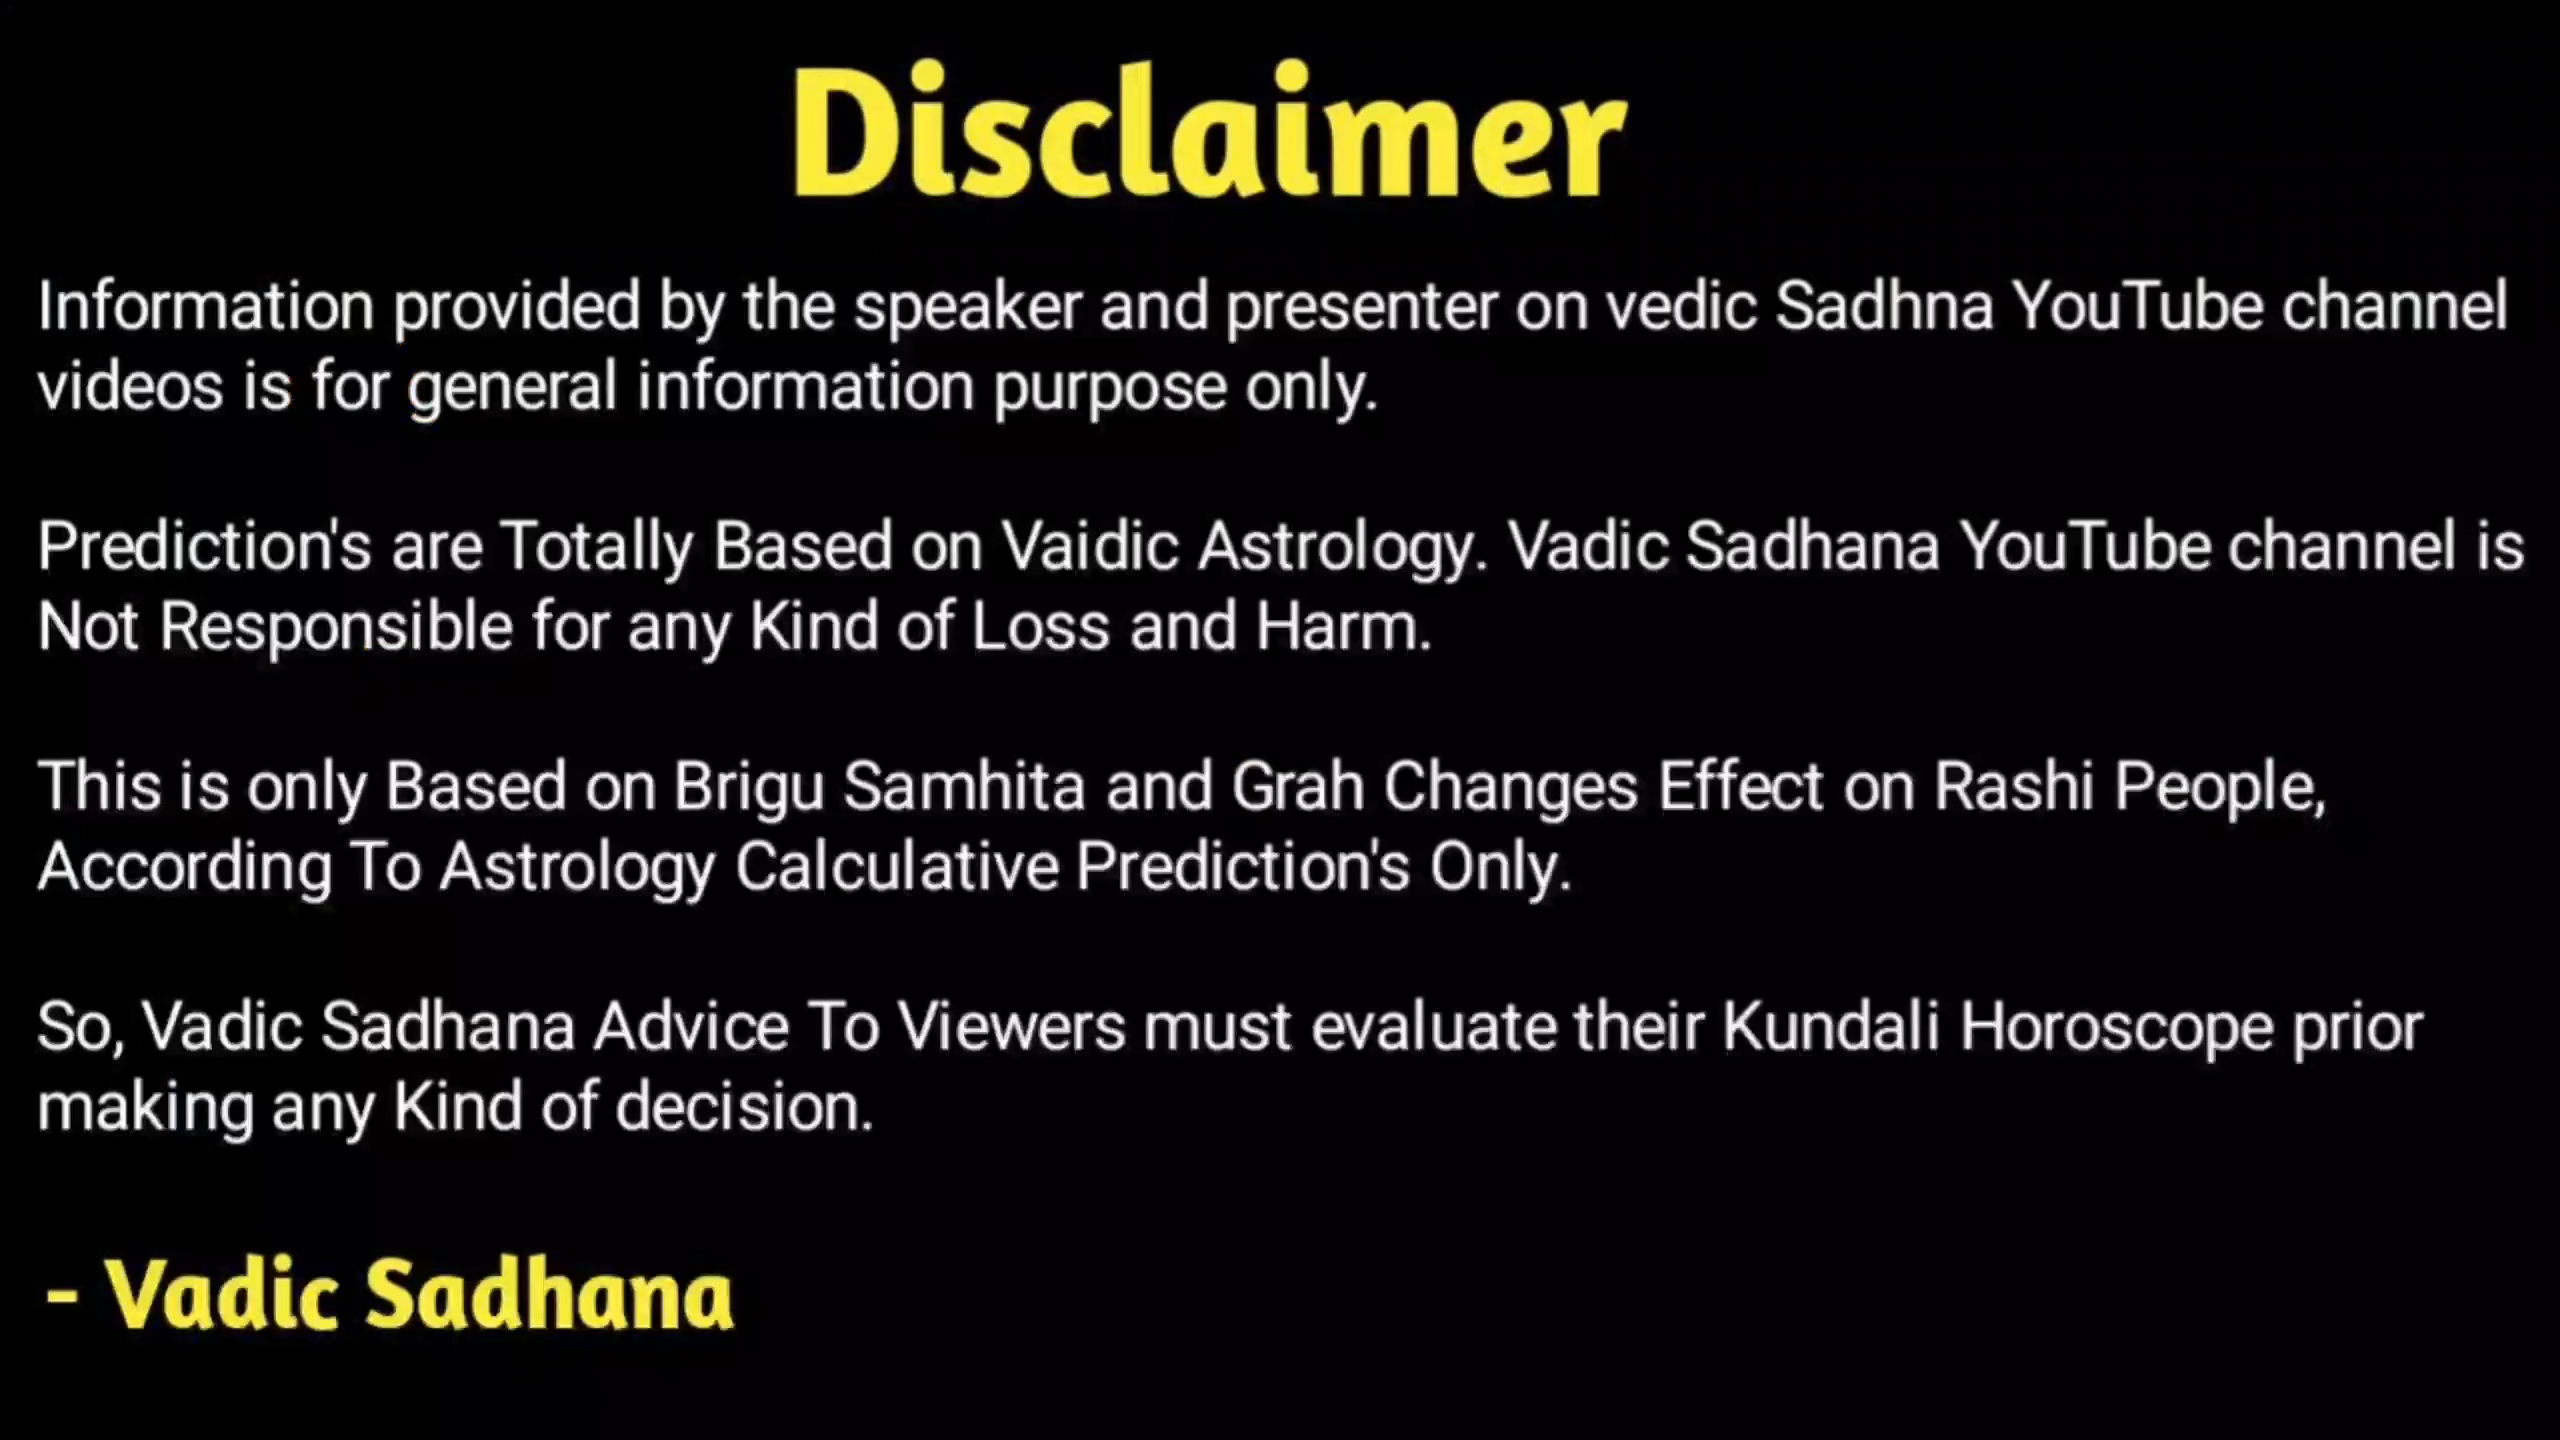 Disclaimer
Information provided by the speaker and presenter on vedic Sadhna YouTube channel
videos is for general information purpose only.
Prediction's are Totally Based on Vaidic Astrology. Vadic Sadhana YouTube channel is
Not Responsible for any Kind of Loss and Harm.
This is only Based on Brigu Samhita and Grah Changes Effect on Rashi People,
According To Astrology Calculative Prediction's Only.
So, Vadic Sadhana Advice To Viewers must evaluate their Kundali Horoscope prior
making any Kind of decision.
- Vadic Sadhana